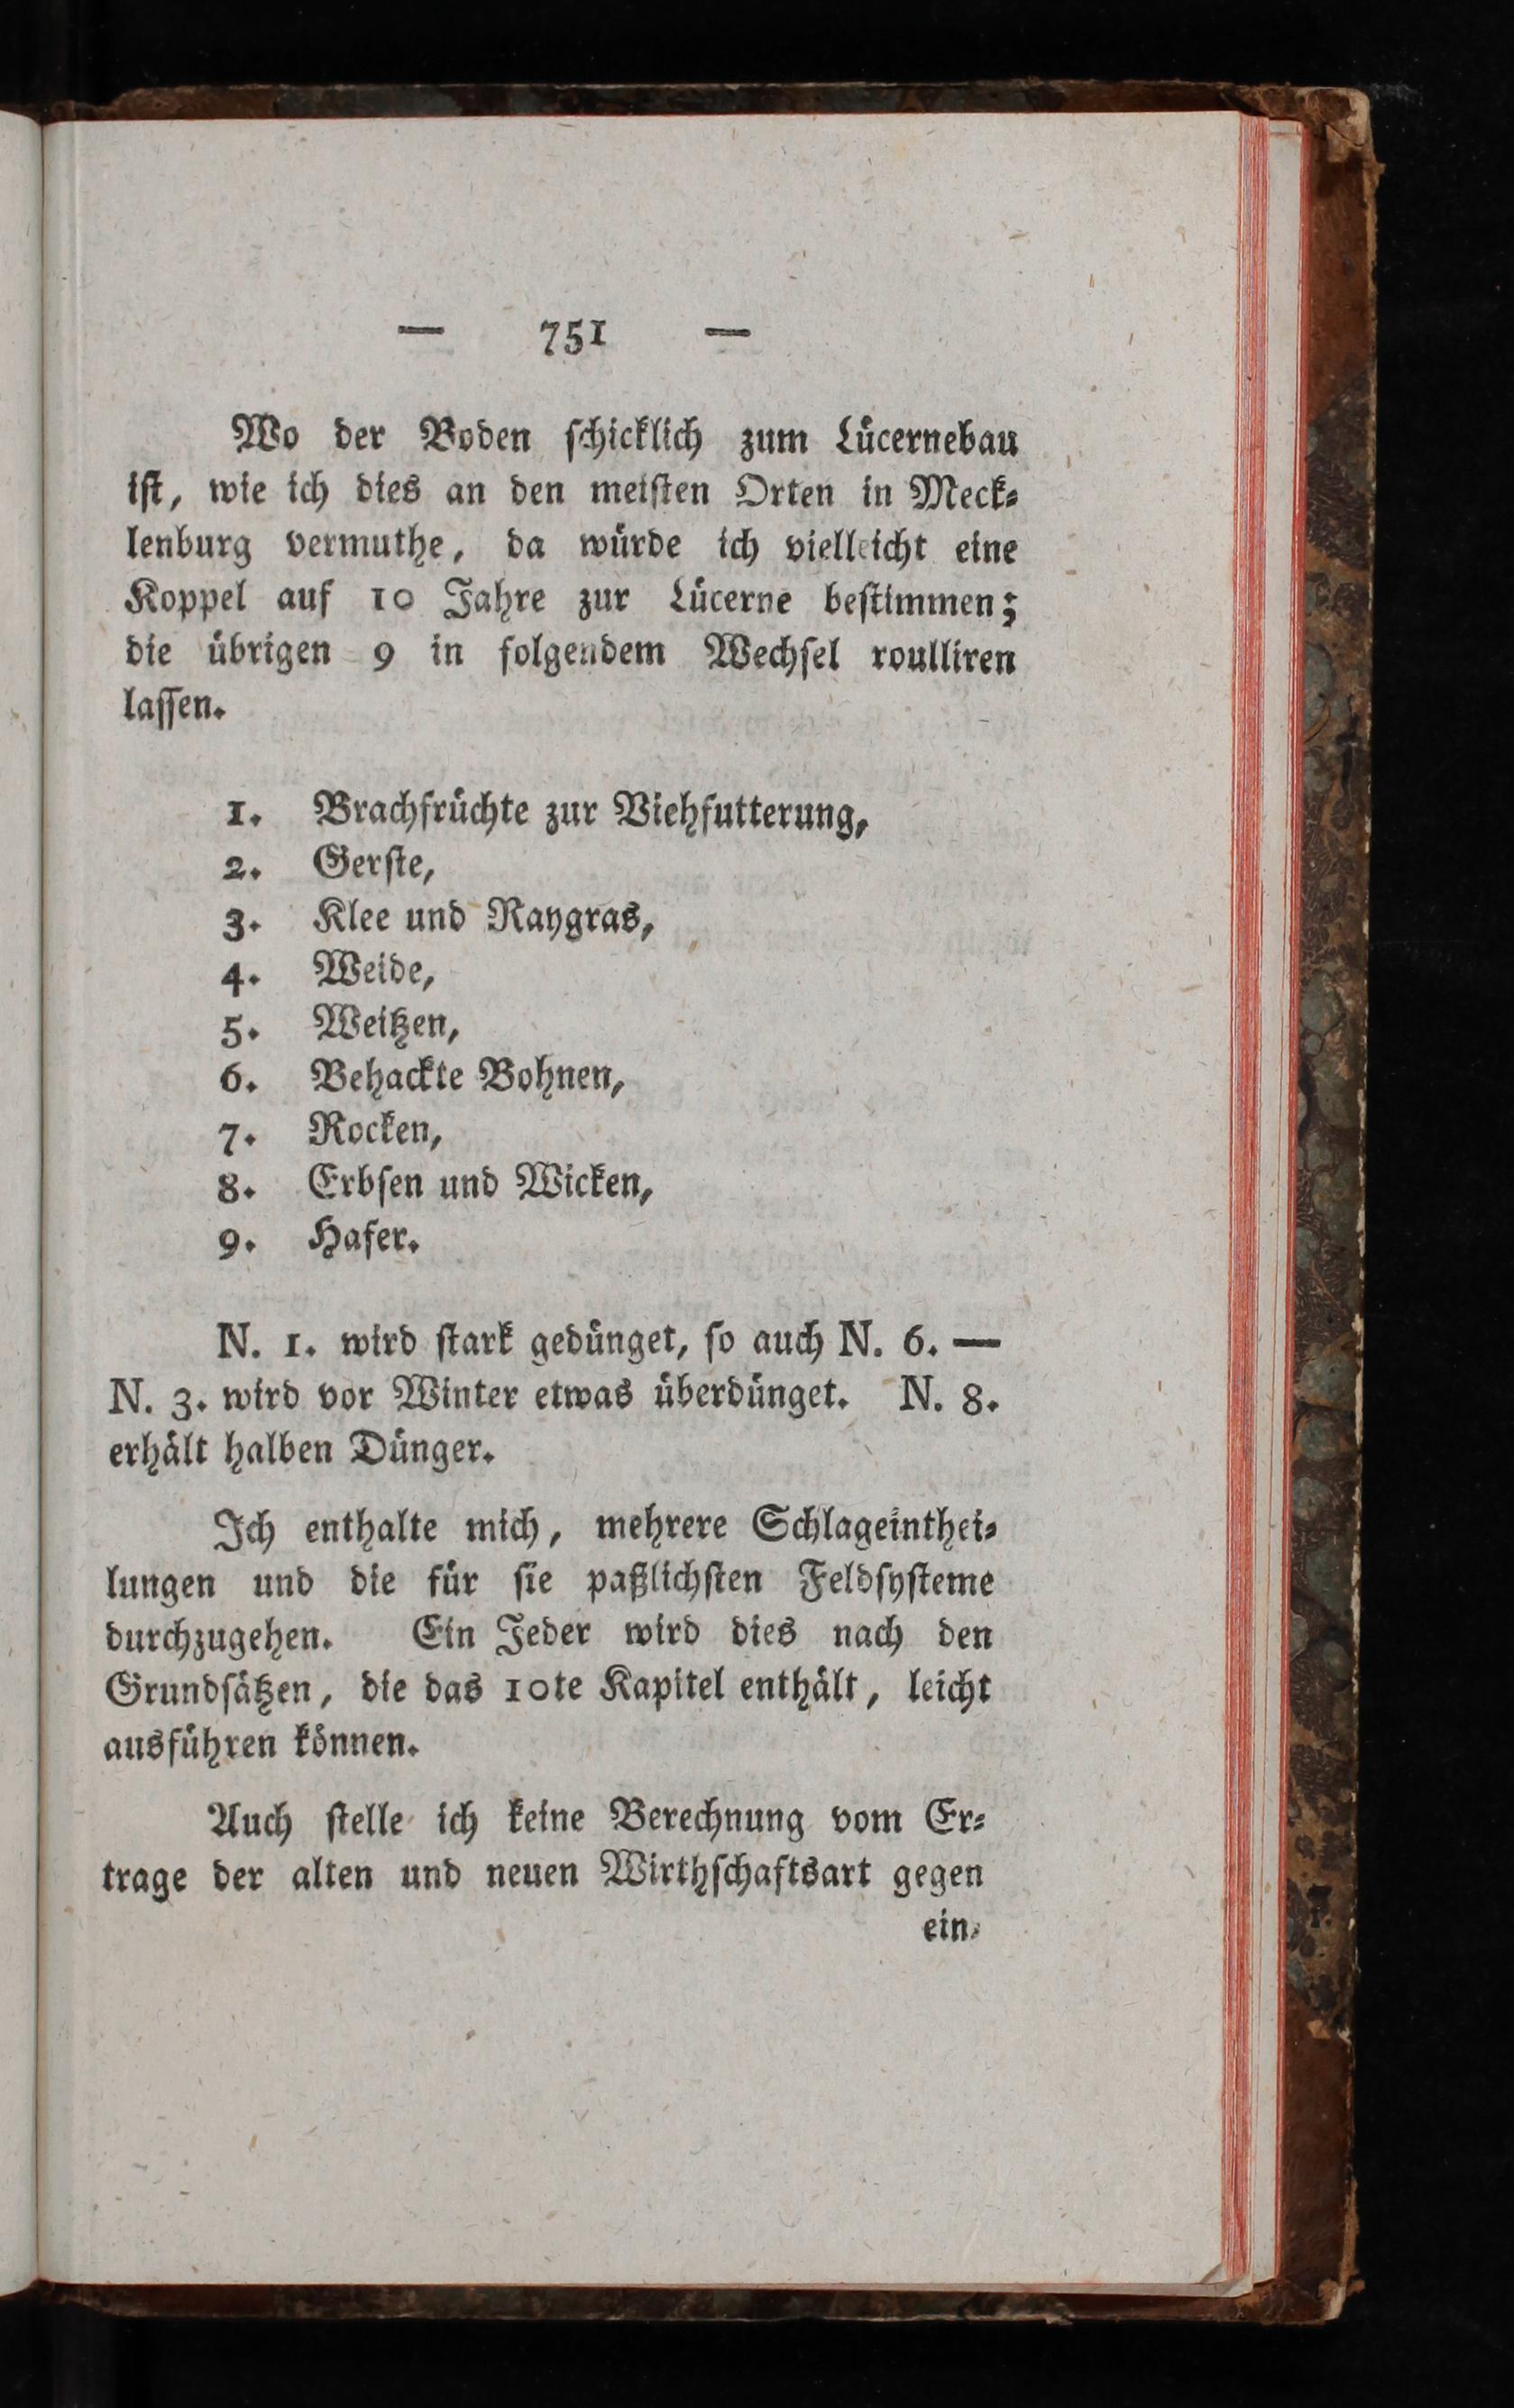 — 751 —
Wo der Boden schicklich zum Lücernebau
ist, wie ich dies an den meisten Orten in Meck-
lenburg vermuthe, da würde ich vielleicht eine
Koppel auf 10 Jahre zur Lücerne bestimmen;
die übrigen 9 in folgendem Wechsel roulliren
lassen.
1. Brachfrüchte zur Viehfutterung,
2. Gerste,
3. Klee und Raygras,
4. Weide,
5. Weitzen,
6. Behackte Bohnen,
7. Rocken,
8. Erbsen und Wicken,
9. Hafer.
N. 1. wird stark gedünget, so auch N. 6. —
N. 3. wird vor Winter etwas überdünget. N. 8.
erhält halben Dünger.
Ich enthalte mich, mehrere Schlageinthei-
lungen und die für sie paßlichsten Feldsysteme
durchzugehen. Ein Jeder wird dies nach den
Grundsätzen, die das 10te Kapitel enthält, leicht
ausführen können.
Auch stelle ich keine Berechnung vom Er-
trage der alten und neuen Wirthschaftsart gegen
ein-